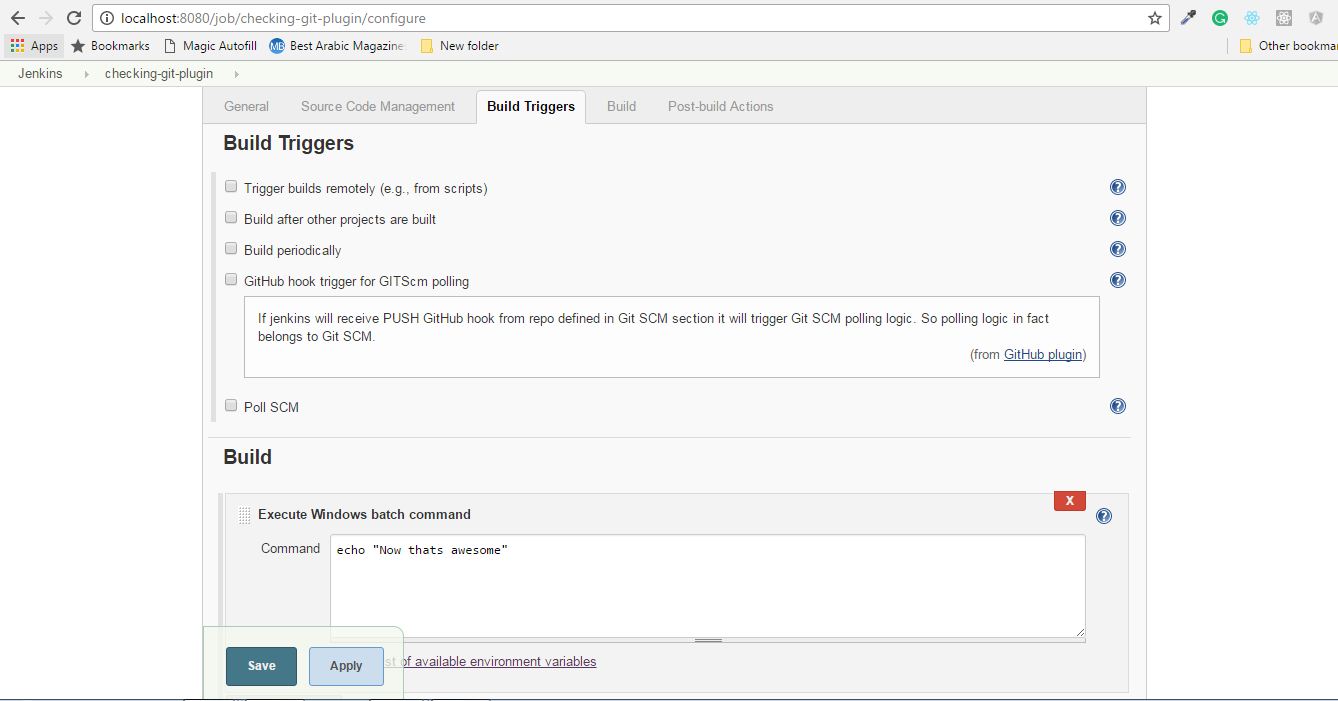 localhost:8080/job/checking-git-plugin/configure
Apps Bookmarks Magic Autofill MB Best Arabic Magazine New folder Other bookma
Jenkins checking-git-plugin
General Source Code Management Build Triggers Build Post-build Actions
Build Triggers
Trigger builds remotely (e.g., from scripts)
Build after other projects are built
Build periodically
GitHub hook trigger for GITScm polling
If jenkins will receive PUSH GitHub hook from repo defined in Git SCM section it will trigger Git SCM polling logic. So polling logic in fact
belongs to Git SCM.
(from GitHub plugin)
Poll SCM
Build
X
Execute Windows batch command
Command echo "Now thats awesome"
st of available environment variables
Save Apply